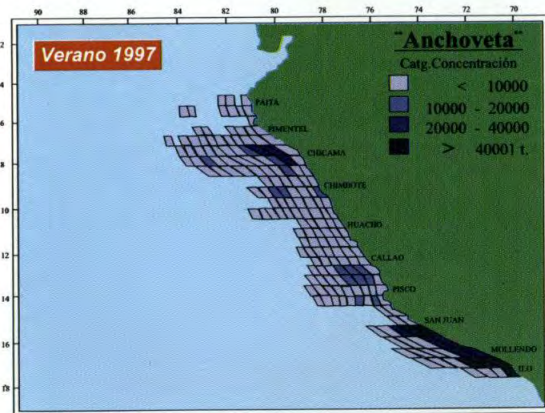 90 88 86 84 82 80 78 76 74 72 70
Verano 1997
"Anchoveta"
Catg.Concentración
< 10000
10000 - 20000
20000 - 40000
> 40001 t.
2
4
6
8
10
12
14
16
18
PAITA
PIMENTEL
CHICAMA
CHIMBOTE
HUACHO
CALLAO
PISCO
SAN JUAN
MOLLENDO
ILO